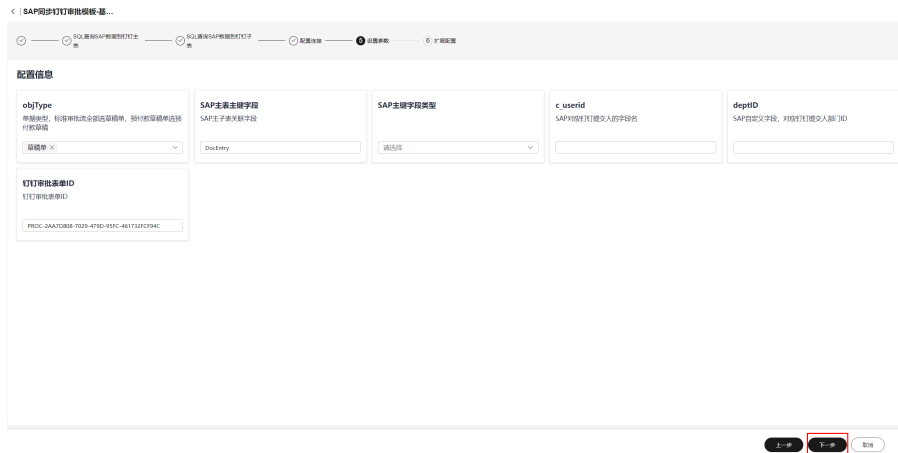 < | SAP同步钉钉审批模板-基...
SQL查询SAP数据到钉钉主表
SQL查询SAP数据到钉钉子表
配置连接
5 设置参数
6 扩展配置
配置信息
objType
单据类型，标准审批流全部选草稿单，预付款草稿单选预付款草稿
草稿单 ×
SAP主表主键字段
SAP主子表关联字段
DocEntry
SAP主键字段类型
请选择
c_userid
SAP对应钉钉提交人的字段名
deptID
SAP自定义字段，对应钉钉提交人部门ID
钉钉审批表单ID
钉钉审批表单ID
PROC-2AA7D808-7029-479D-95FC-461732FCF94C
上一步
下一步
取消